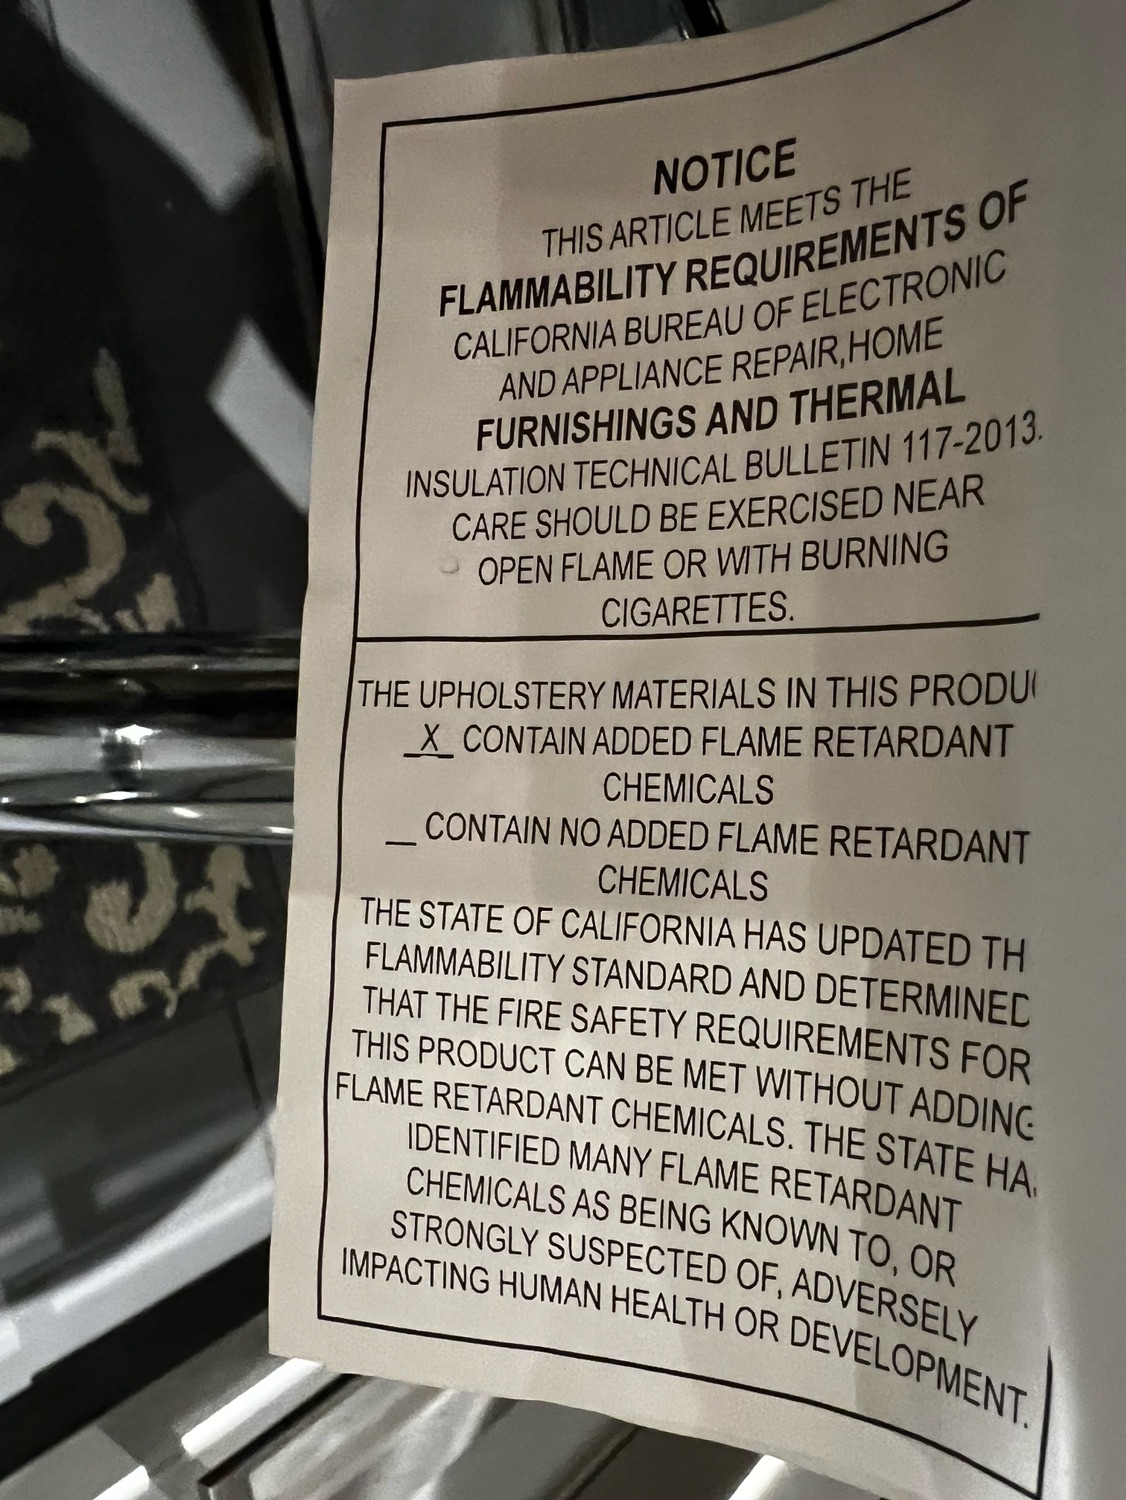 NOTICE
THIS ARTICLE MEETS THE
FLAMMABILITY REQUIREMENTS OF
CALIFORNIA BUREAU OF ELECTRONIC
AND APPLIANCE REPAIR,HOME
FURNISHINGS AND THERMAL
INSULATION TECHNICAL BULLETIN 117-2013.
CARE SHOULD BE EXERCISED NEAR
OPEN FLAME OR WITH BURNING
CIGARETTES.
THE UPHOLSTERY MATERIALS IN THIS PRODU
_X_ CONTAIN ADDED FLAME RETARDANT
CHEMICALS
__ CONTAIN NO ADDED FLAME RETARDANT
CHEMICALS
THE STATE OF CALIFORNIA HAS UPDATED TH
FLAMMABILITY STANDARD AND DETERMINED
THAT THE FIRE SAFETY REQUIREMENTS FOR
THIS PRODUCT CAN BE MET WITHOUT ADDING
FLAME RETARDANT CHEMICALS. THE STATE HA
IDENTIFIED MANY FLAME RETARDANT
CHEMICALS AS BEING KNOWN TO, OR
STRONGLY SUSPECTED OF, ADVERSELY
IMPACTING HUMAN HEALTH OR DEVELOPMENT.